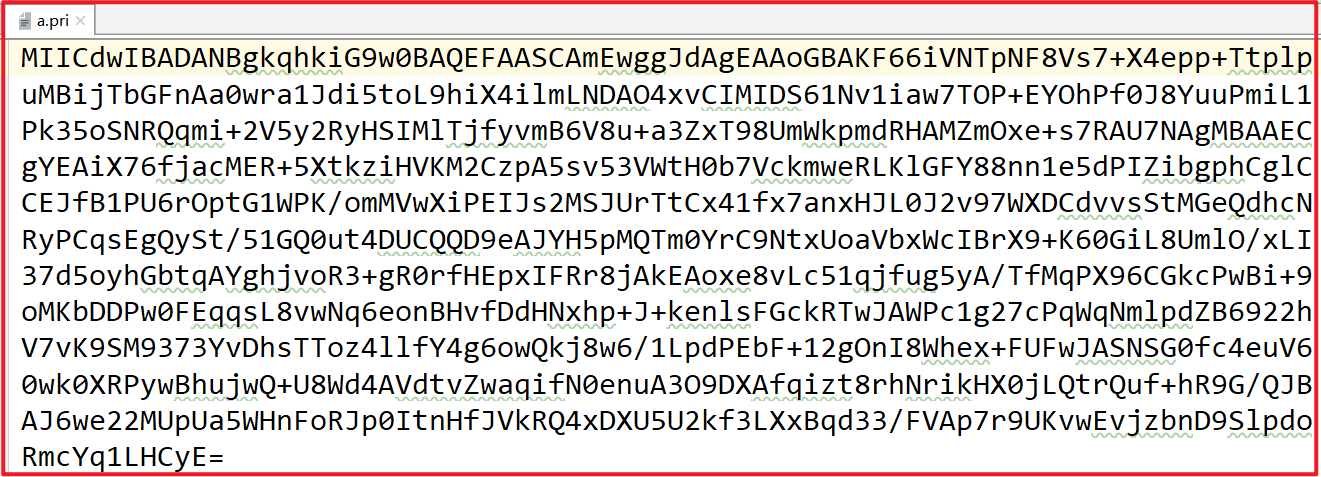 a.pri
MIICdwIBADANBgkqhkiG9w0BAQEFAASCAmEwggJdAgEAAoGBAKF66iVNTpNF8Vs7+X4epp+Ttplp
uMBijTbGFnAa0wra1Jdi5toL9hiX4ilmLNDAO4xvCIMIDS61Nv1iaw7TOP+EYOhPf0J8YuuPmiL1
Pk35oSNRQqmi+2V5y2RyHSIMlTjfyvmB6V8u+a3ZxT98UmWkpmdRHAMZmOxe+s7RAU7NAgMBAAEC
gYEAiX76fjacMER+5XtkziHVKM2CzpA5sv53VWtH0b7VckmweRLKlGFY88nn1e5dPIZibgphCglC
CEJfB1PU6rOptG1WPK/omMVwXiPEIJs2MSJUrTtCx41fx7anxHJL0J2v97WXDCdvvsStMGeQdhcN
RyPCqsEgQySt/51GQ0ut4DUCQQD9eAJYH5pMQTm0YrC9NtxUoaVbxWcIBrX9+K60GiL8UmlO/xLI
37d5oyhGbtqAYghjvoR3+gR0rfHEpxIFRr8jAkEAoxe8vLc51qjfug5yA/TfMqPX96CGkcPwBi+9
oMKbDDPw0FEqqsL8vwNq6eonBHvfDdHNxhp+J+kenlsFGckRTwJAWPc1g27cPqWqNmlpdZB6922h
V7vK9SM9373YvDhsTToz4llfY4g6owQkj8w6/1LpdPEbF+12gOnI8Whex+FUFwJASNSG0fc4euV6
0wk0XRPywBhujwQ+U8Wd4AVdtvZwaqifN0enuA3O9DXAfqizt8rhNrikHX0jLQtrQuf+hR9G/QJB
AJ6we22MUpUa5WHnFoRJp0ItnHfJVkRQ4xDXU5U2kf3LXxBqd33/FVAp7r9UKvwEvjzbnD9Slpdo
RmcYq1LHCyE=